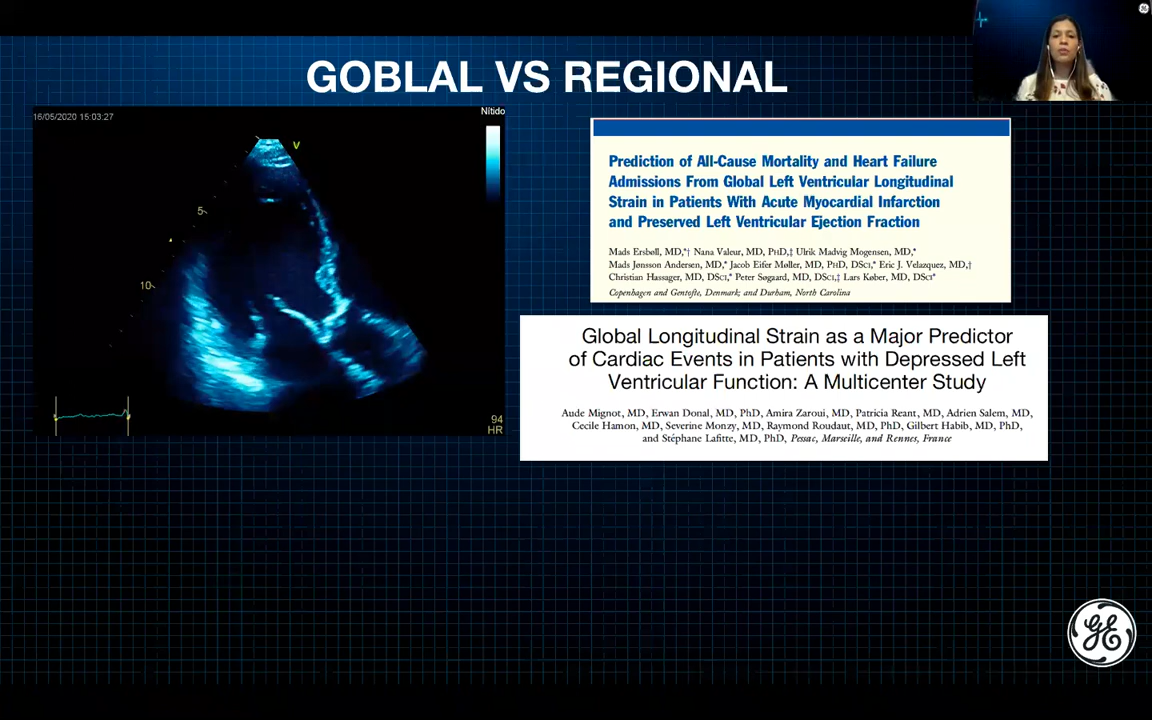 GOBLAL VS REGIONAL
16/05/2020 15:03:27
Nítido
V
5
10
94
HR
Prediction of All-Cause Mortality and Heart Failure
Admissions From Global Left Ventricular Longitudinal
Strain in Patients With Acute Myocardial Infarction
and Preserved Left Ventricular Ejection Fraction
Mads Ersbøll, MD,*† Nana Valeur, MD, PHD,‡ Ulrik Madvig Mogensen, MD,*
Mads Jønsson Andersen, MD,* Jacob Eifer Møller, MD, PHD, DSCI,* Eric J. Velazquez, MD,†
Christian Hassager, MD, DSCI,* Peter Søgaard, MD, DSCI,‡ Lars Køber, MD, DSCI*
Copenhagen and Gentofte, Denmark; and Durham, North Carolina
Global Longitudinal Strain as a Major Predictor
of Cardiac Events in Patients with Depressed Left
Ventricular Function: A Multicenter Study
Aude Mignot, MD, Erwan Donal, MD, PhD, Amira Zaroui, MD, Patricia Reant, MD, Adrien Salem, MD,
Cecile Hamon, MD, Severine Monzy, MD, Raymond Roudaut, MD, PhD, Gilbert Habib, MD, PhD,
and Stéphane Lafitte, MD, PhD, Pessac, Marseille, and Rennes, France
GE